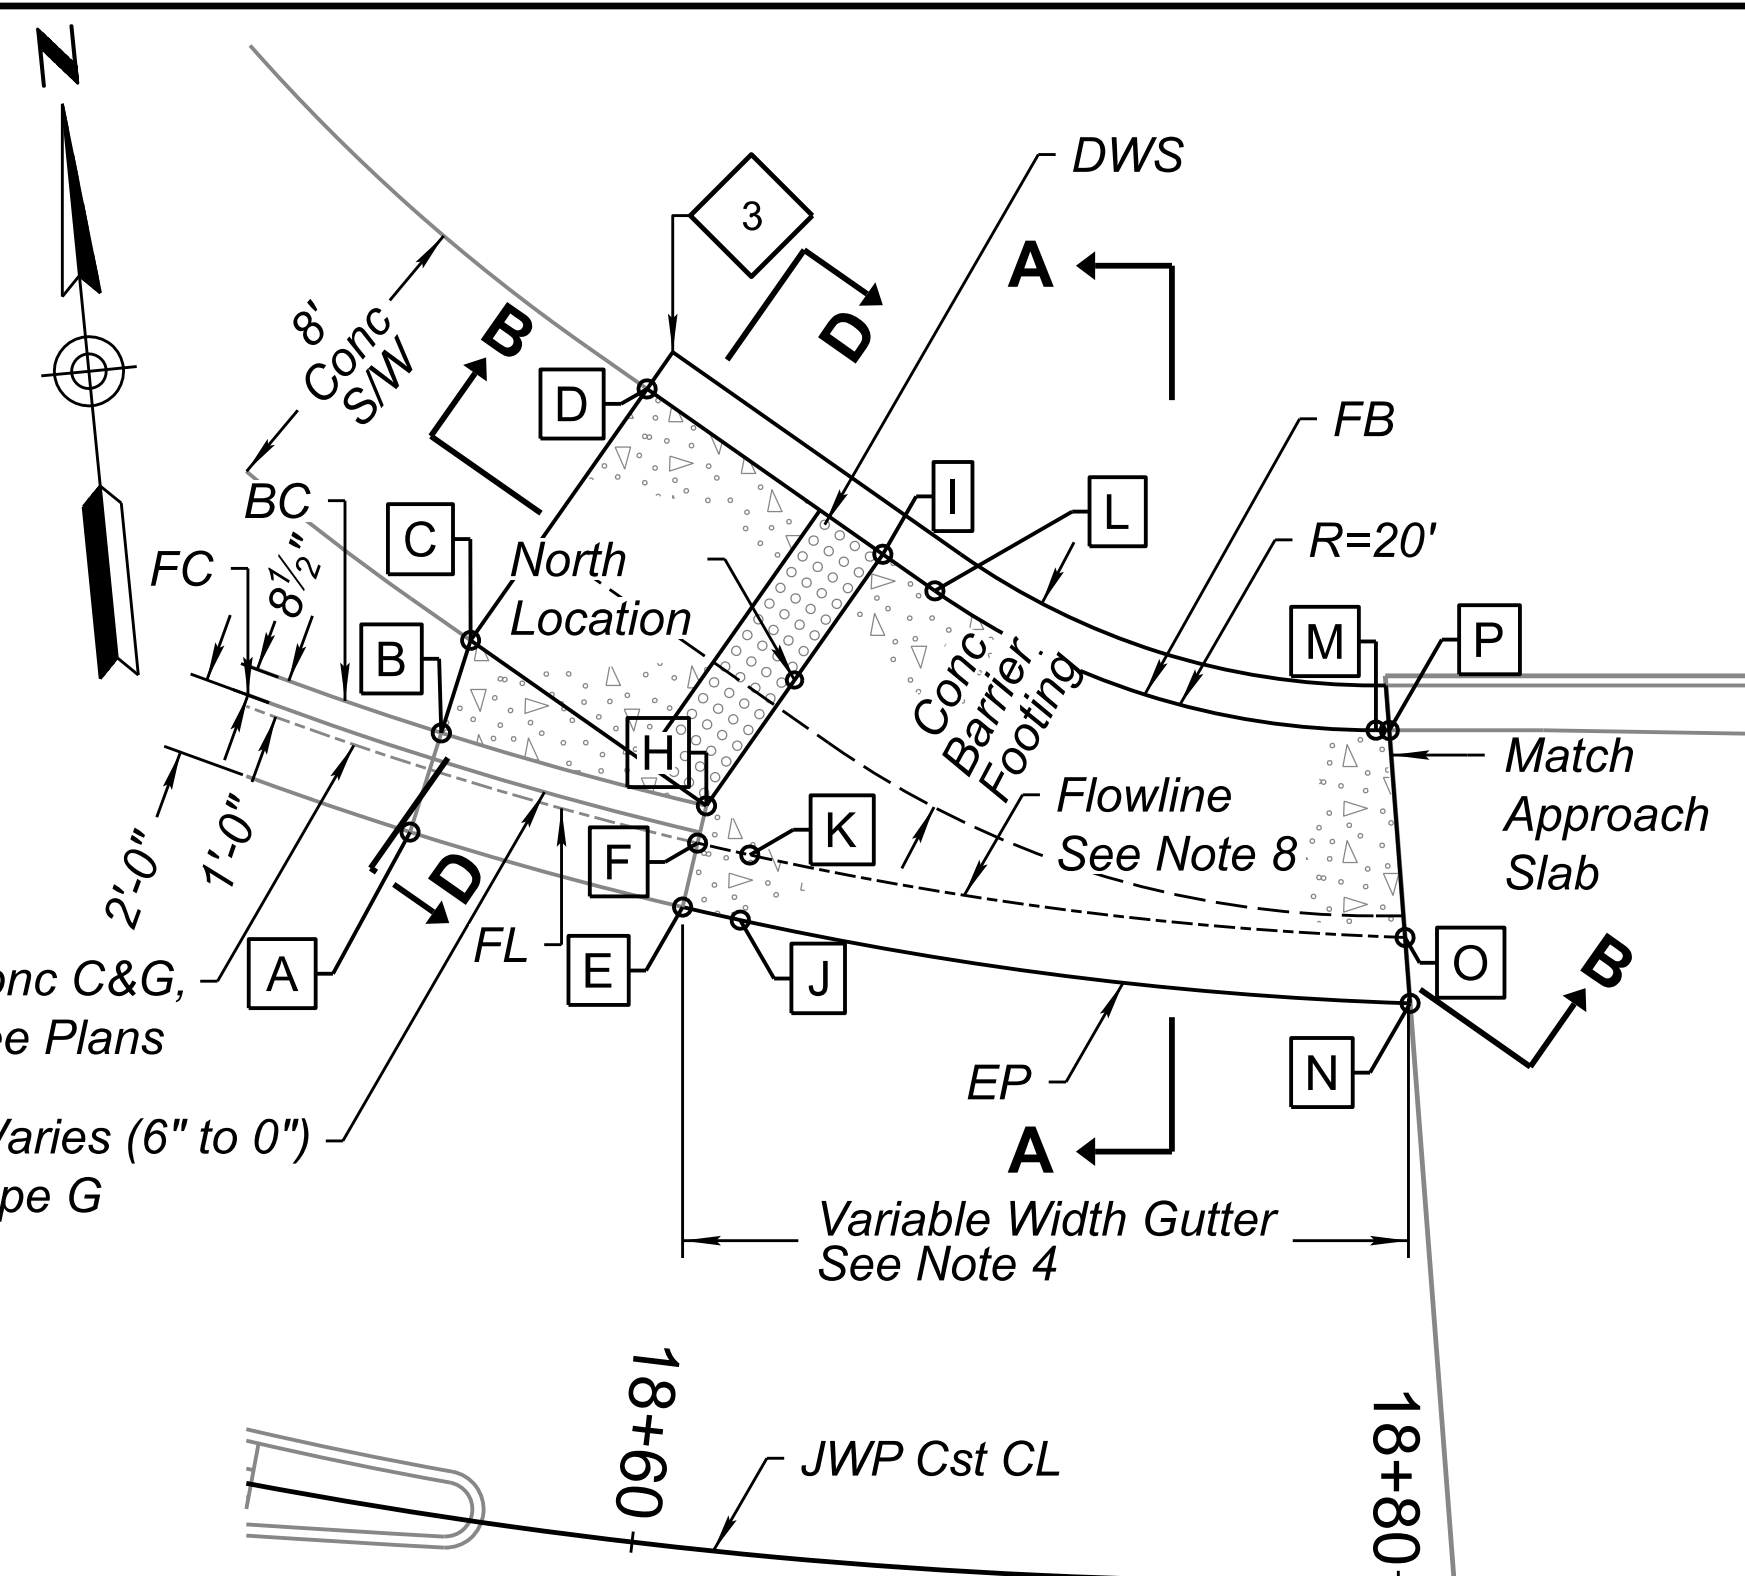 N
DWS
3
A
D
B
8'
Conc
S/W
D
FB
BC
I
L
R=20'
C
North
Location
FC
8½"
B
M
P
Conc
Barrier
Footing
H
Match
Approach
Slab
Flowline
See Note 8
K
F
2'-0"
1'-0"
D
FL
A
E
J
O
B
onc C&G,
ee Plans
EP
N
Varies (6" to 0")
A
pe G
Variable Width Gutter
See Note 4
18+60
18+80
JWP Cst CL